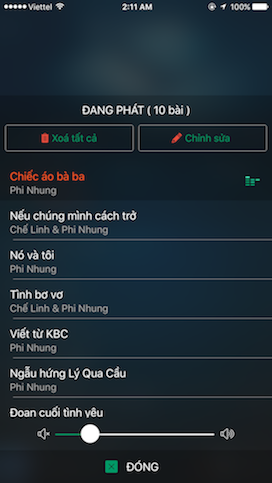 Viettel 2:11 AM 100%
ĐANG PHÁT ( 10 bài )
Xoá tất cả Chỉnh sửa
Chiếc áo bà ba
Phi Nhung
Nếu chúng mình cách trở
Chế Linh & Phi Nhung
Nó và tôi
Phi Nhung
Tình bơ vơ
Chế Linh & Phi Nhung
Viết từ KBC
Phi Nhung
Ngẫu hứng Lý Qua Cầu
Phi Nhung
Đoạn cuối tình yêu
ĐÓNG